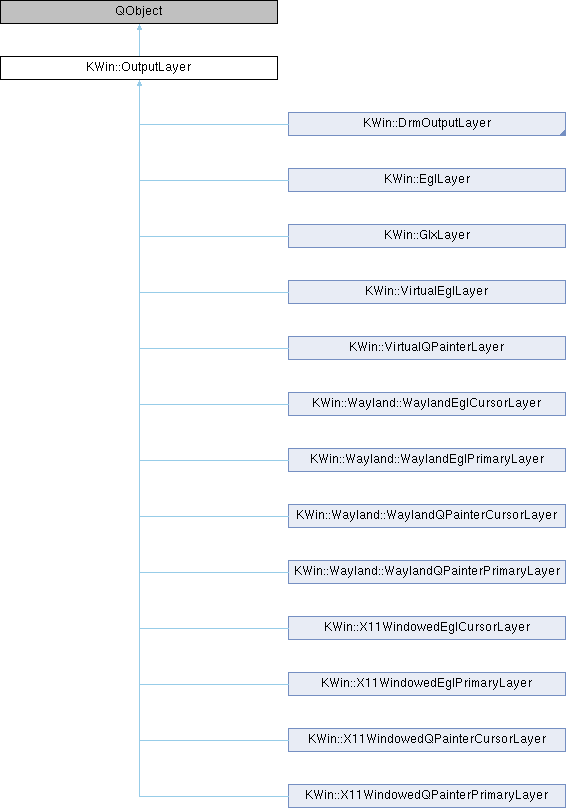 QObject
KWin::OutputLayer
KWin::DrmOutputLayer
KWin::EglLayer
KWin::GlxLayer
KWin::VirtualEglLayer
KWin::VirtualQPainterLayer
KWin::Wayland::WaylandEglCursorLayer
KWin::Wayland::WaylandEglPrimaryLayer
KWin::Wayland::WaylandQPainterCursorLayer
KWin::Wayland::WaylandQPainterPrimaryLayer
KWin::X11WindowedEglCursorLayer
KWin::X11WindowedEglPrimaryLayer
KWin::X11WindowedQPainterCursorLayer
KWin::X11WindowedQPainterPrimaryLayer